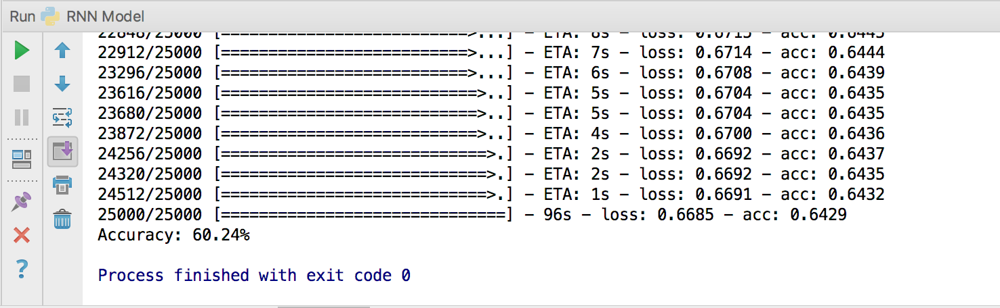 Run RNN Model
22848/25000 [==========================>...] - ETA: 8s - loss: 0.6715 - acc: 0.6445
22912/25000 [==========================>...] - ETA: 7s - loss: 0.6714 - acc: 0.6444
23296/25000 [==========================>...] - ETA: 6s - loss: 0.6708 - acc: 0.6439
23616/25000 [===========================>..] - ETA: 5s - loss: 0.6704 - acc: 0.6435
23680/25000 [===========================>..] - ETA: 5s - loss: 0.6704 - acc: 0.6435
23872/25000 [===========================>..] - ETA: 4s - loss: 0.6700 - acc: 0.6436
24256/25000 [============================>.] - ETA: 2s - loss: 0.6692 - acc: 0.6437
24320/25000 [============================>.] - ETA: 2s - loss: 0.6692 - acc: 0.6435
24512/25000 [============================>.] - ETA: 1s - loss: 0.6691 - acc: 0.6432
25000/25000 [==============================] - 96s - loss: 0.6685 - acc: 0.6429
Accuracy: 60.24%
Process finished with exit code 0